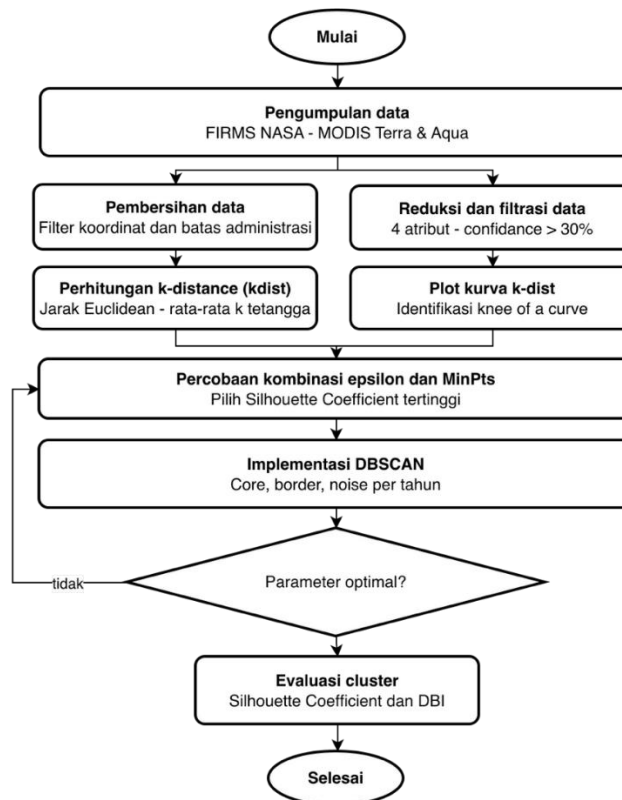 Mulai
Pengumpulan data
FIRMS NASA - MODIS Terra & Aqua
Pembersihan data
Filter koordinat dan batas administrasi
Reduksi dan filtrasi data
4 atribut - confidance > 30%
Perhitungan k-distance (kdist)
Jarak Euclidean - rata-rata k tetangga
Plot kurva k-dist
Identifikasi knee of a curve
Percobaan kombinasi epsilon dan MinPts
Pilih Silhouette Coefficient tertinggi
Implementasi DBSCAN
Core, border, noise per tahun
Parameter optimal?
tidak
Evaluasi cluster
Silhouette Coefficient dan DBI
Selesai